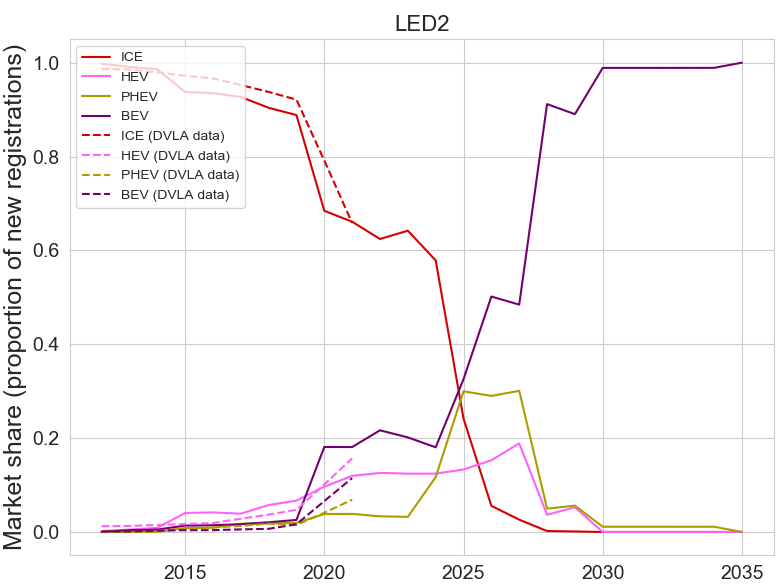 LED2
Market share (proportion of new registrations)
1.0
0.8
0.6
0.4
0.2
0.0
ICE
HEV
PHEV
BEV
ICE (DVLA data)
HEV (DVLA data)
PHEV (DVLA data)
BEV (DVLA data)
2015
2020
2025
2030
2035